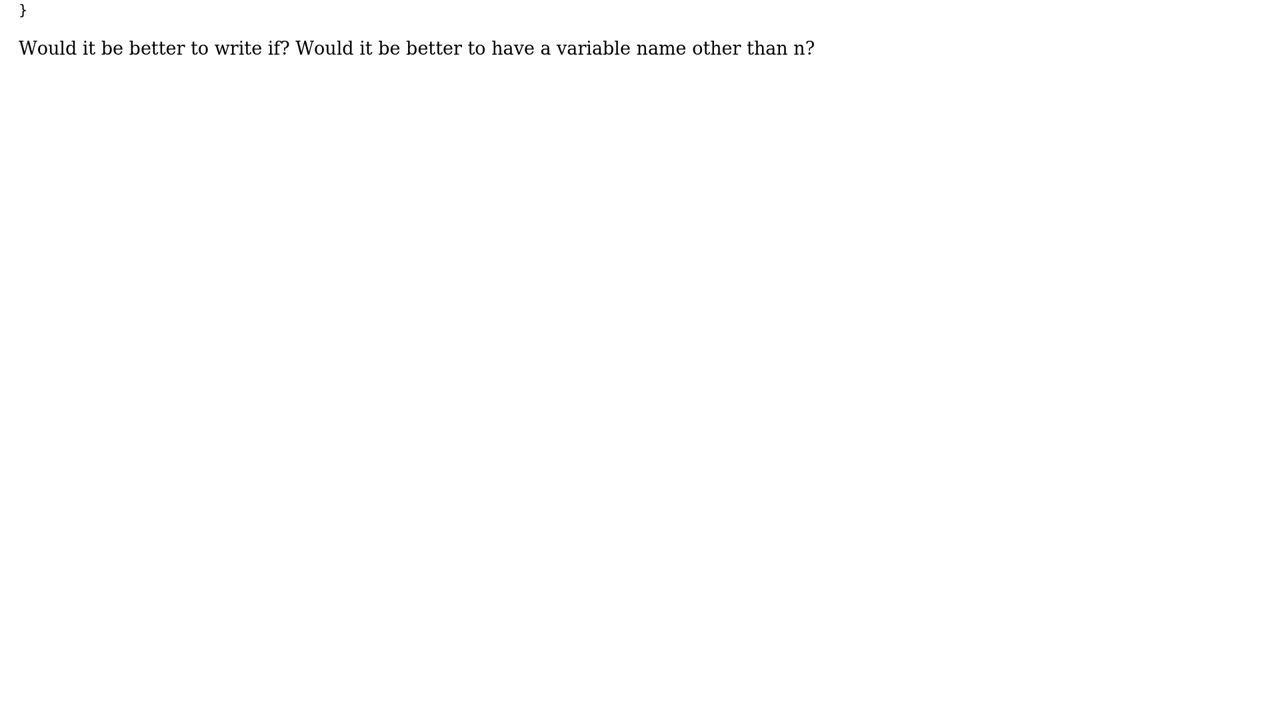 }
Would it be better to write if? Would it be better to have a variable name other than n?